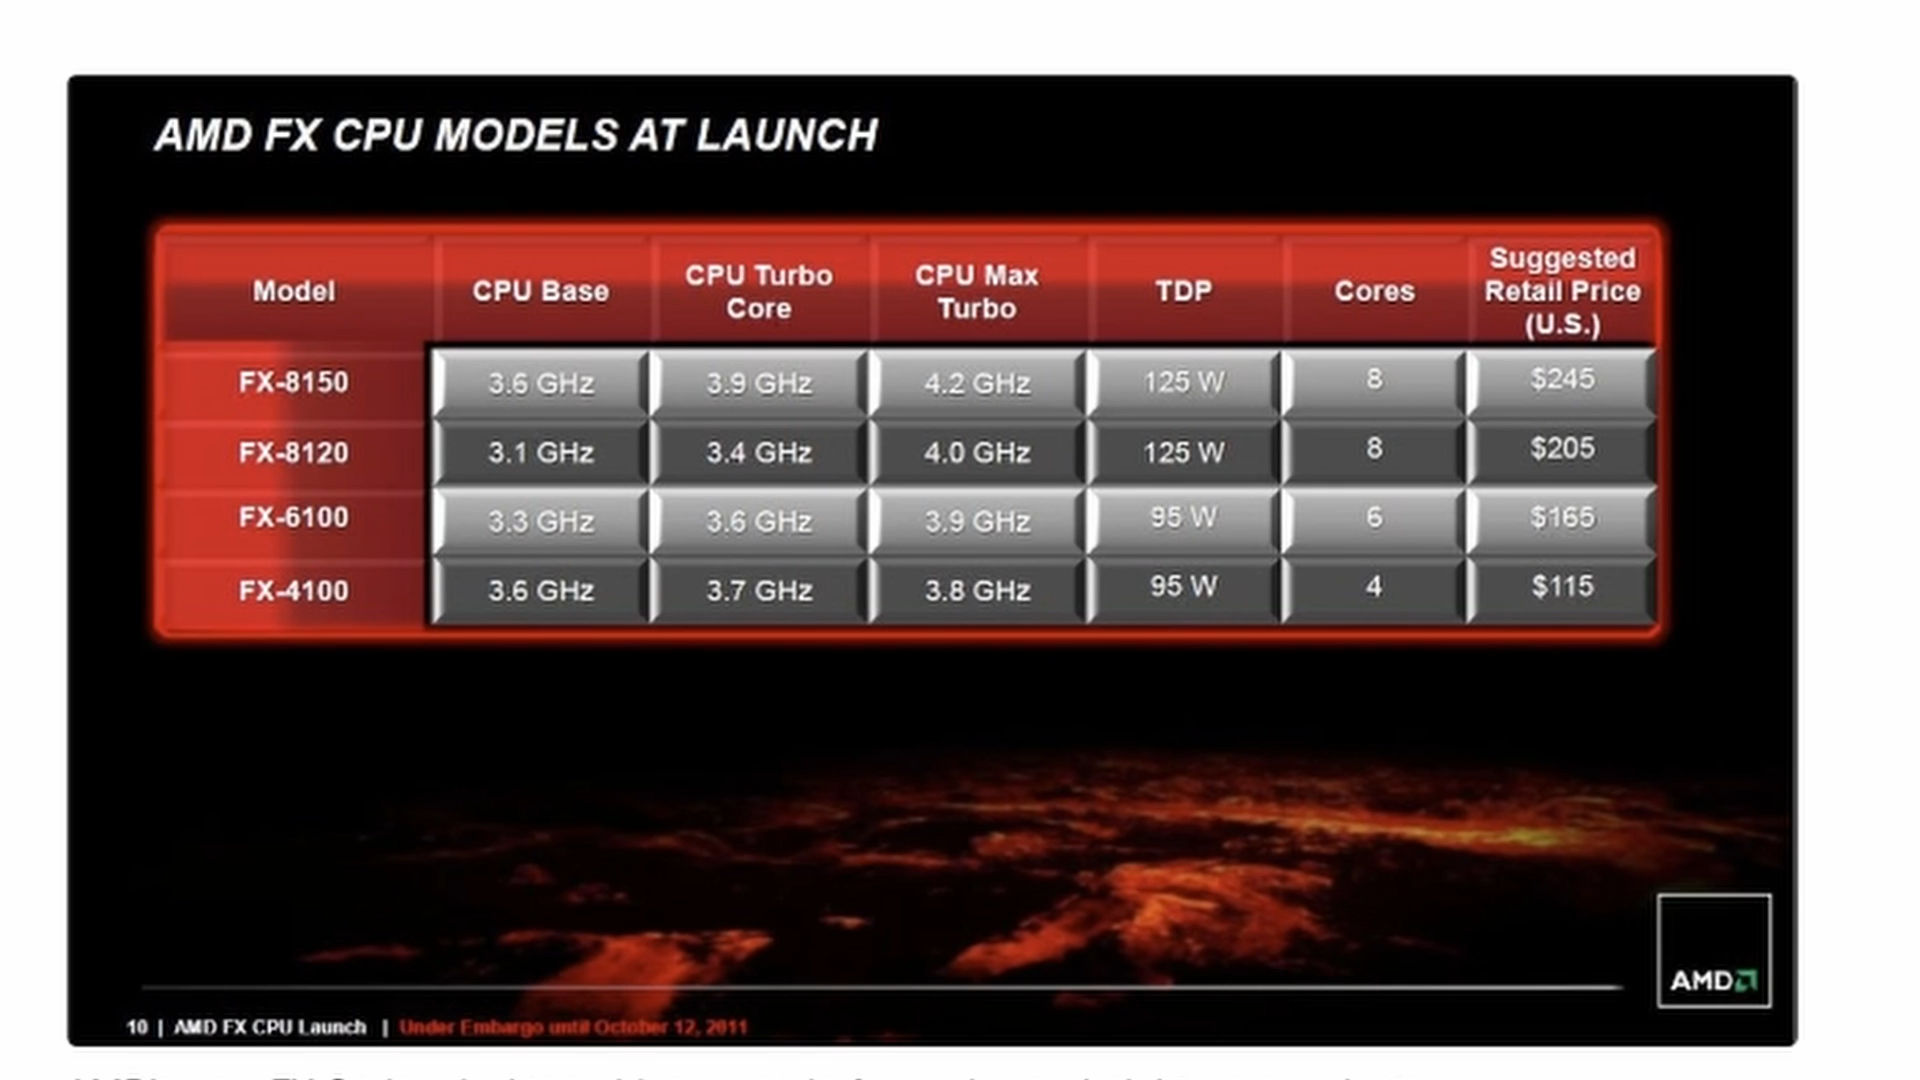 AMD FX CPU MODELS AT LAUNCH
Model CPU Base CPU Turbo Core CPU Max Turbo TDP Cores Suggested Retail Price (U.S.)
FX-8150 3.6 GHz 3.9 GHz 4.2 GHz 125 W 8 $245
FX-8120 3.1 GHz 3.4 GHz 4.0 GHz 125 W 8 $205
FX-6100 3.3 GHz 3.6 GHz 3.9 GHz 95 W 6 $165
FX-4100 3.6 GHz 3.7 GHz 3.8 GHz 95 W 4 $115
AMD
10 | AMD FX CPU Launch | Under Embargo until October 12, 2011